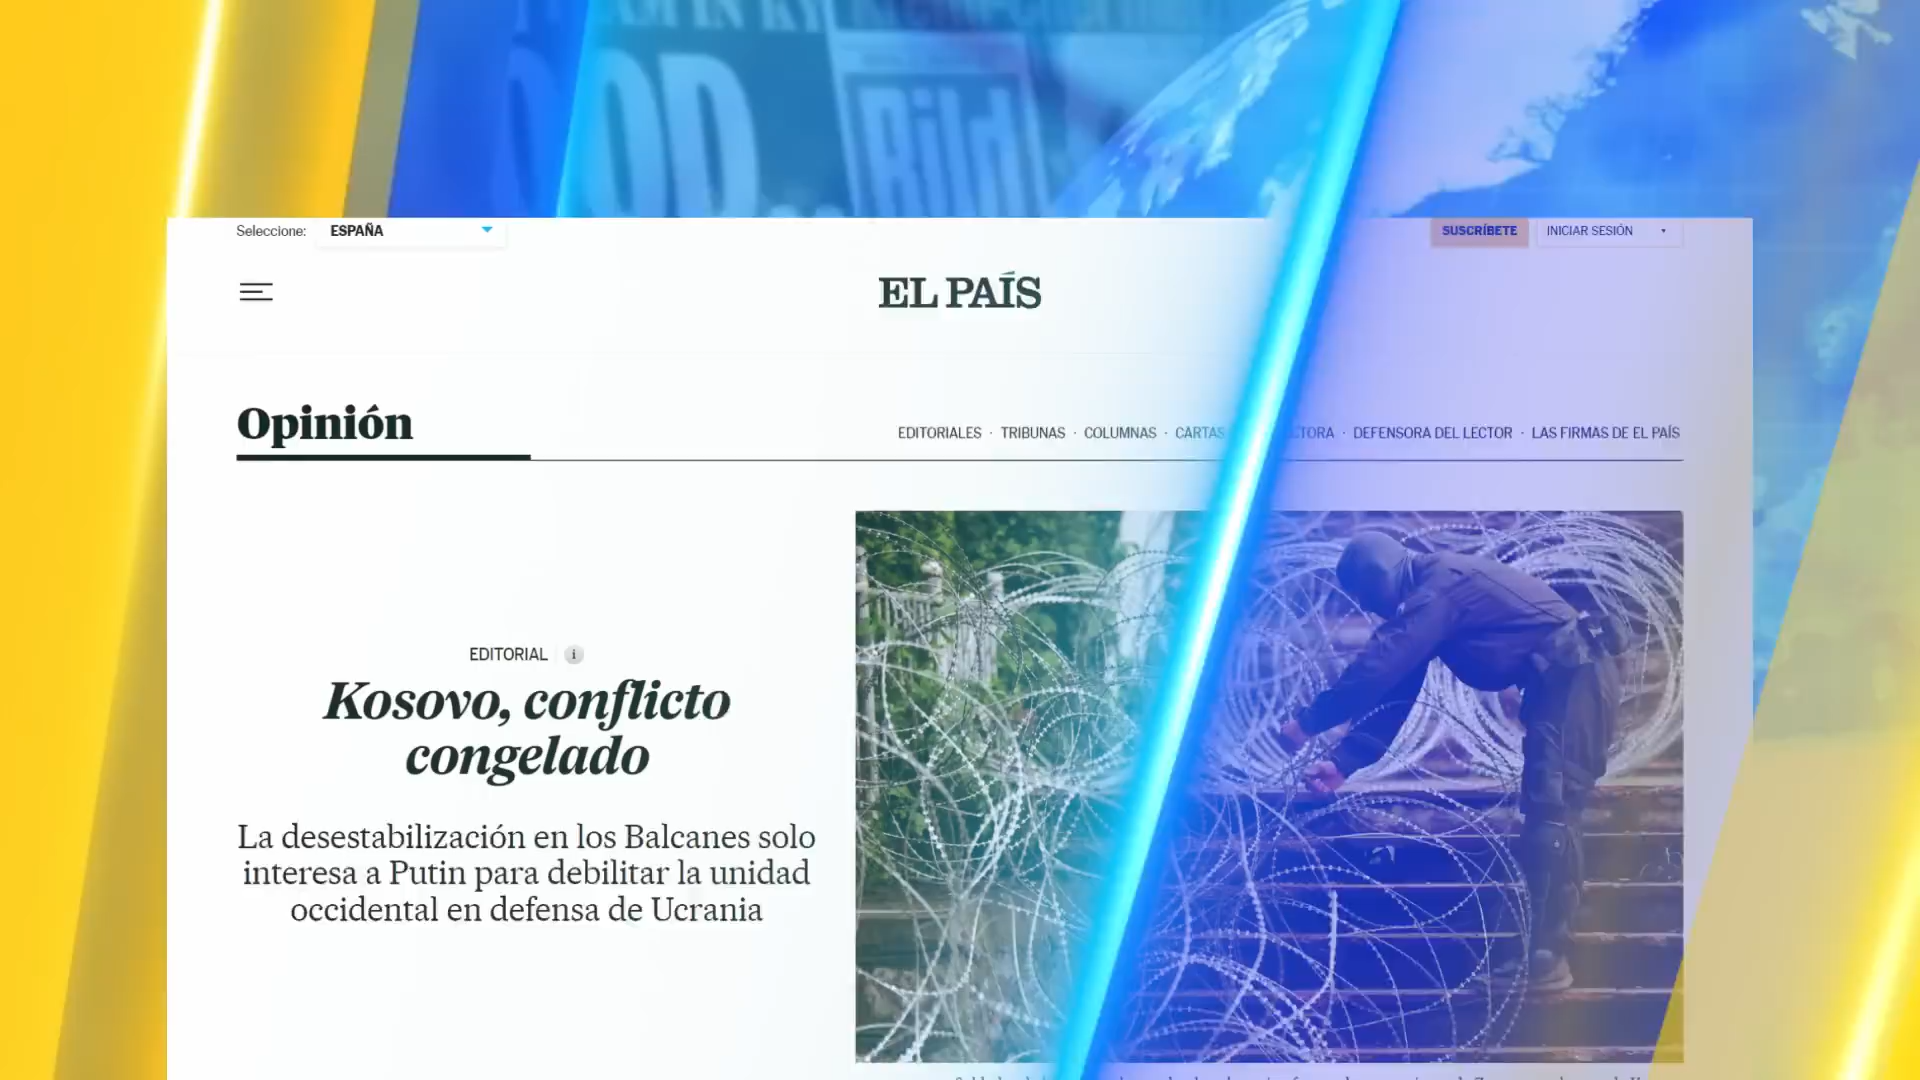 OOD
Bild
Seleccione: ESPAÑA
SUSCRÍBETE INICIAR SESIÓN
EL PAÍS
Opinión
EDITORIALES · TRIBUNAS · COLUMNAS · CARTAS · DEFENSORA DEL LECTOR · LAS FIRMAS DE EL PAÍS
EDITORIAL i
Kosovo, conflicto
congelado
La desestabilización en los Balcanes solo
interesa a Putin para debilitar la unidad
occidental en defensa de Ucrania